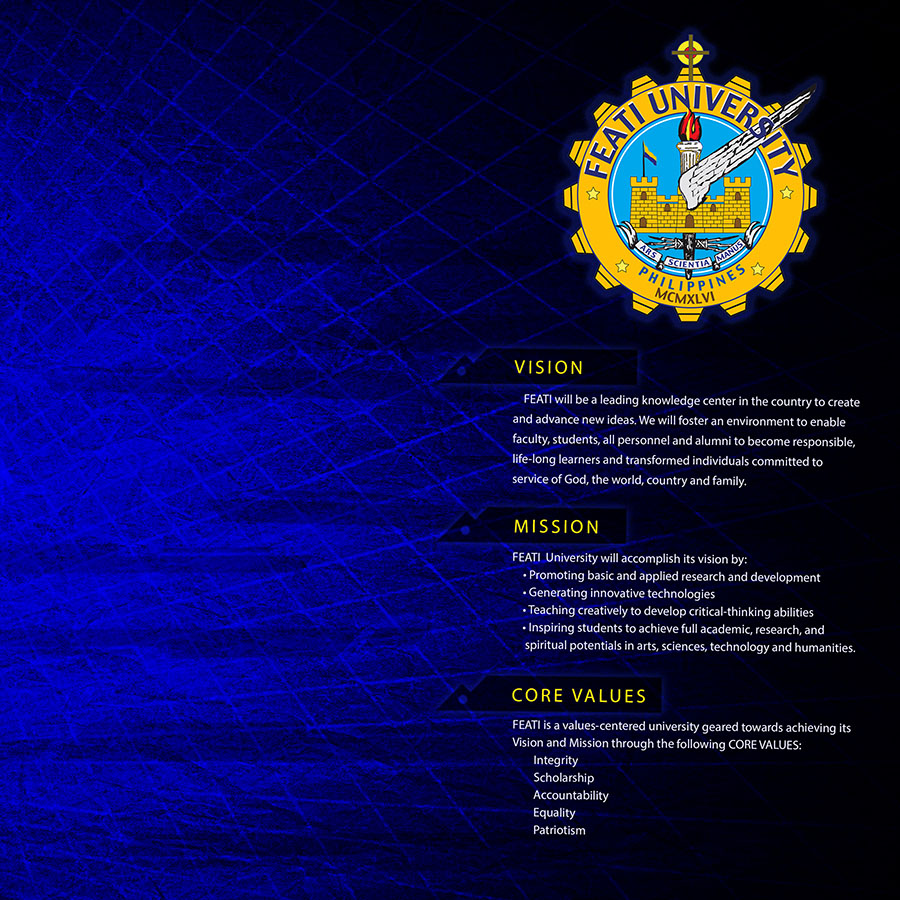 FEATI UNIVERSITY
ARS SCIENTIA MANUS
PHILIPPINES
MCMXLVI
VISION
FEATI will be a leading knowledge center in the country to create
and advance new ideas. We will foster an environment to enable
faculty, students, all personnel and alumni to become responsible,
life-long learners and transformed individuals committed to
service of God, the world, country and family.
MISSION
FEATI University will accomplish its vision by:
• Promoting basic and applied research and development
• Generating innovative technologies
• Teaching creatively to develop critical-thinking abilities
• Inspiring students to achieve full academic, research, and
spiritual potentials in arts, sciences, technology and humanities.
CORE VALUES
FEATI is a values-centered university geared towards achieving its
Vision and Mission through the following CORE VALUES:
Integrity
Scholarship
Accountability
Equality
Patriotism